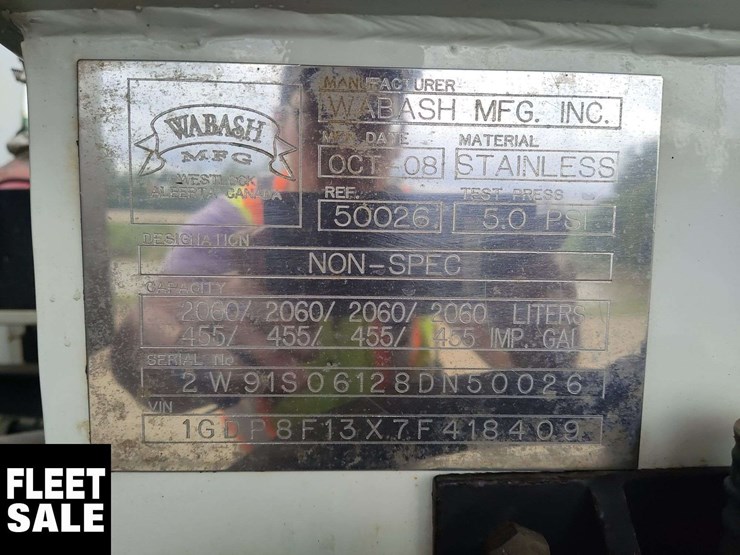 WABASH
MFG
WESTLOCK
ALBERTA CANADA
MANUFACTURER
WABASH MFG. INC.
MFG. DATE MATERIAL
OCT-08 STAINLESS
REF. TEST PRESS
50026 5.0 PSI
DESIGNATION
NON-SPEC
CAPACITY
2060/ 2060/ 2060/ 2060 LITERS
455/ 455/ 455/ 455 IMP. GAL
SERIAL No
2W91S06128DN50026
VIN
1GDP8F13X7F418409
FLEET
SALE